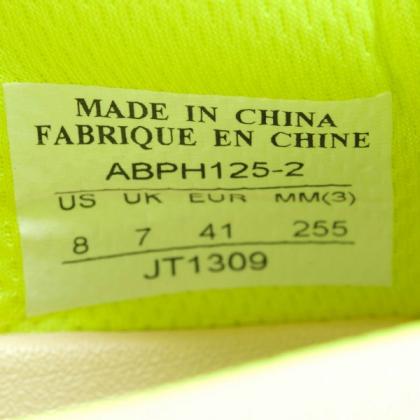 MADE IN CHINA
FABRIQUE EN CHINE
ABPH125-2
US UK EUR MM(3)
8 7 41 255
JT1309